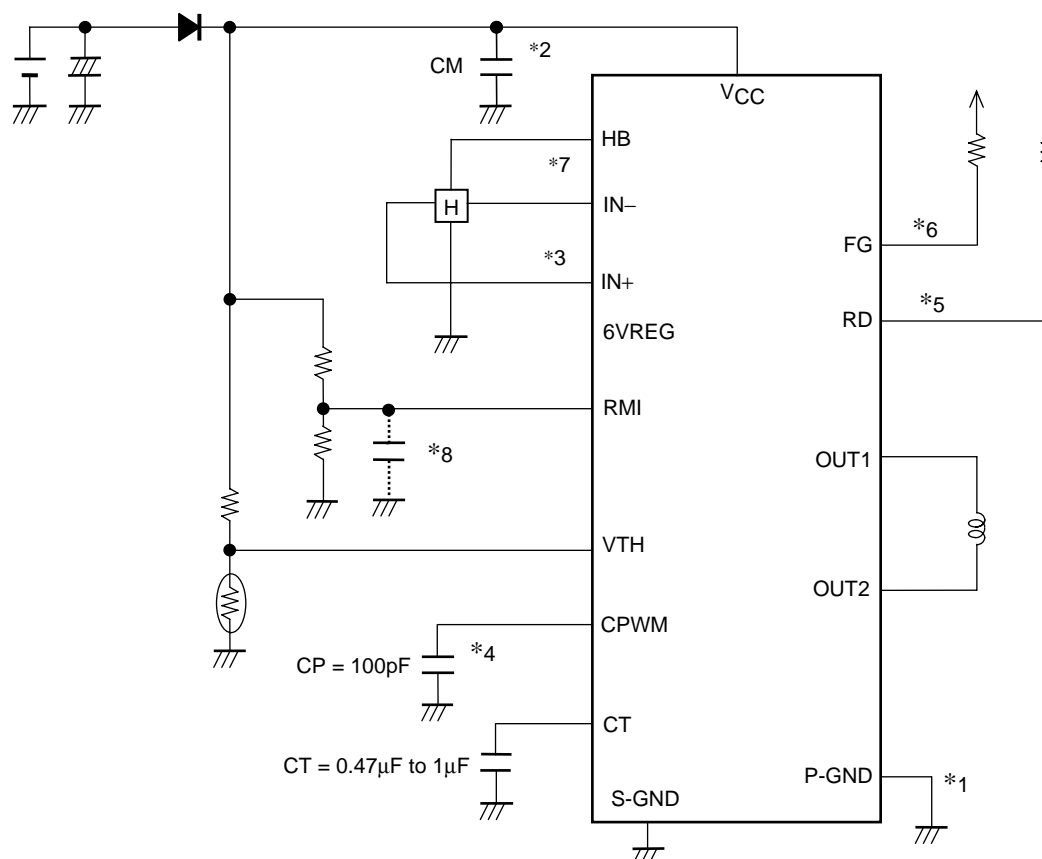 CM
*2
VCC
HB
*7
H
IN−
*3
IN+
6VREG
RMI
*8
VTH
CPWM
*4
CP = 100pF
CT
CT = 0.47μF to 1μF
S-GND
FG
*6
RD
*5
OUT1
OUT2
P-GND
*1